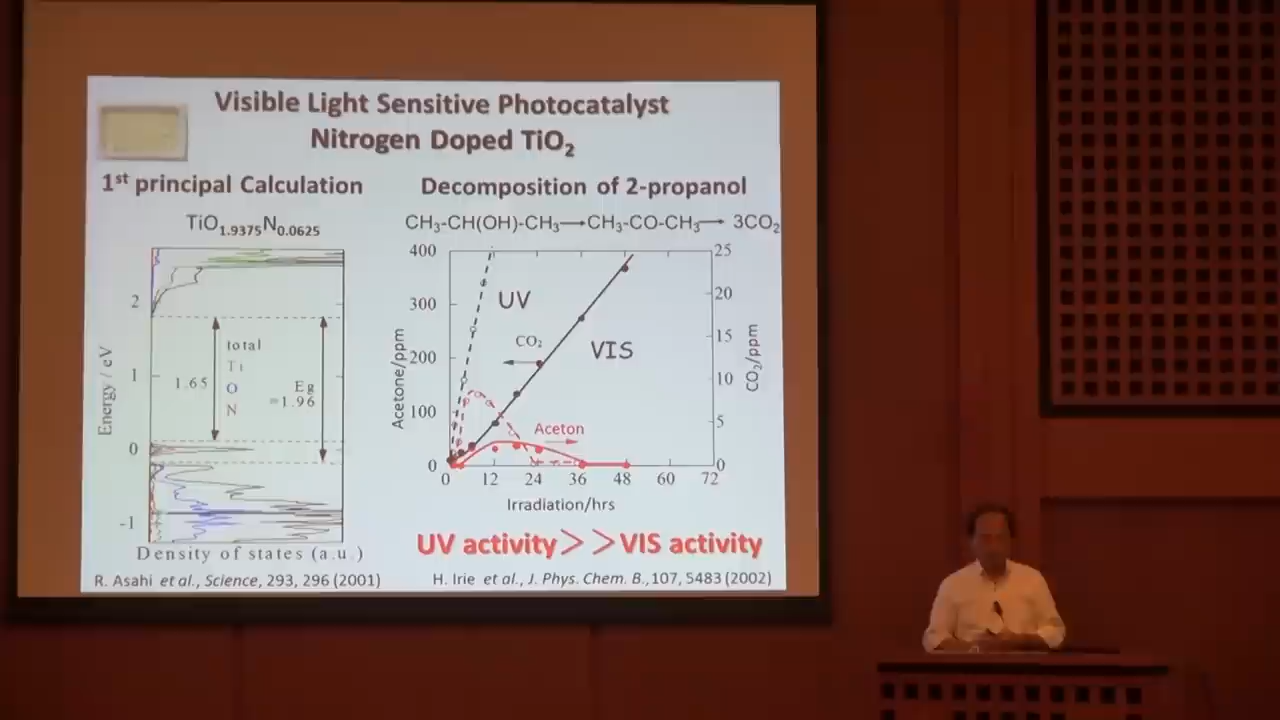 Visible Light Sensitive Photocatalyst
Nitrogen Doped TiO₂
1st principal Calculation
TiO1.9375N0.0625
Energy / eV
2
1
0
-1
1.65
total
Ti
O
N
Eg
=1.96
Density of states (a.u.)
R. Asahi et al., Science, 293, 296 (2001)
Decomposition of 2-propanol
CH₃-CH(OH)-CH₃→CH₃-CO-CH₃→ 3CO₂
Acetone/ppm
400
300
200
100
0
UV
CO₂
VIS
Aceton
25
20
15
10
5
0
CO₂/ppm
0 12 24 36 48 60 72
Irradiation/hrs
UV activity＞＞VIS activity
H. Irie et al., J. Phys. Chem. B., 107, 5483 (2002)